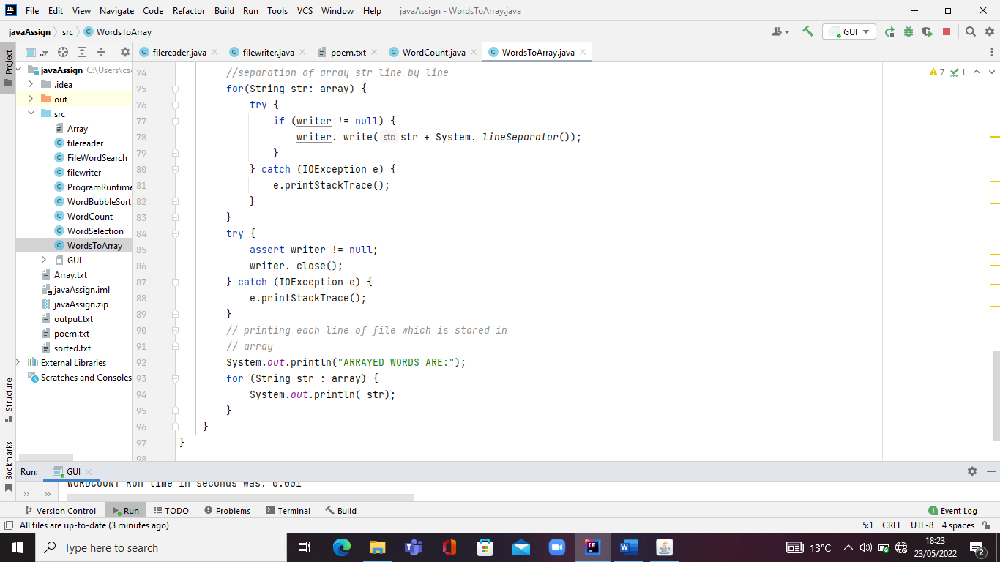 File Edit View Navigate Code Refactor Build Run Tools VCS Window Help javaAssign - WordsToArray.java
javaAssign src WordsToArray GUI
Project filereader.java filewriter.java poem.txt WordCount.java WordsToArray.java
javaAssign C:\Users\cs
.idea
out
src
Array
filereader
FileWordSearch
filewriter
ProgramRuntime
WordBubbleSort
WordCount
WordSelection
WordsToArray
GUI
Array.txt
javaAssign.iml
javaAssign.zip
output.txt
poem.txt
sorted.txt
External Libraries
Scratches and Consoles
Structure
Bookmarks
7 1
74 //separation of array str line by line
75 for(String str: array) {
76 try {
77 if (writer != null) {
78 writer. write( str: str + System. lineSeparator());
79 }
80 } catch (IOException e) {
81 e.printStackTrace();
82 }
83 }
84 try {
85 assert writer != null;
86 writer. close();
87 } catch (IOException e) {
88 e.printStackTrace();
89 }
90 // printing each line of file which is stored in
91 // array
92 System.out.println("ARRAYED WORDS ARE:");
93 for (String str : array) {
94 System.out.println( str);
95 }
96 }
97 }
98
Run: GUI
WORDCOUNT Run time in seconds was: 0.001
Version Control Run TODO Problems Terminal Build 1 Event Log
All files are up-to-date (3 minutes ago) 5:1 CRLF UTF-8 4 spaces
Type here to search 13°C 18:23
23/05/2022 2